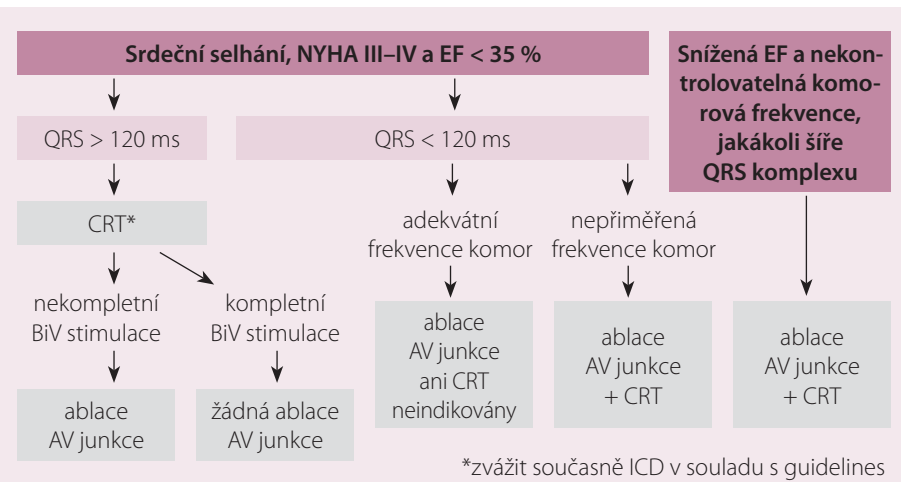 Srdeční selhání, NYHA III–IV a EF < 35 %
QRS > 120 ms
QRS < 120 ms
CRT*
nekompletní
BiV stimulace
kompletní
BiV stimulace
ablace
AV junkce
žádná ablace
AV junkce
adekvátní
frekvence komor
ablace
AV junkce
ani CRT
neindikovány
nepřiměřená
frekvence komor
ablace
AV junkce
+ CRT
Snížená EF a nekon-
trolovatelná komo-
rová frekvence,
jakákoli šíře
QRS komplexu
ablace
AV junkce
+ CRT
*zvážit současně ICD v souladu s guidelines